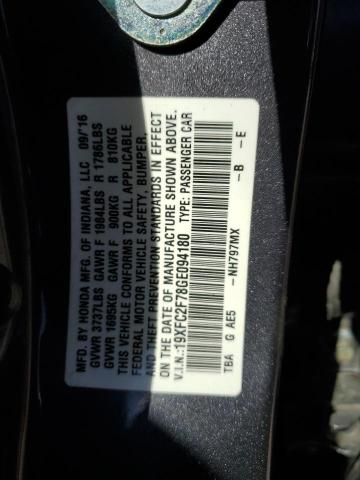 MFD. BY HONDA MFG. OF INDIANA, LLC 09/'16
GVWR 3737LBS GAWR F 1984LBS R 1786LBS
GVWR 1695KG GAWR F 900KG R 810KG
THIS VEHICLE CONFORMS TO ALL APPLICABLE
FEDERAL MOTOR VEHICLE SAFETY, BUMPER,
AND THEFT PREVENTION STANDARDS IN EFFECT
ON THE DATE OF MANUFACTURE SHOWN ABOVE.
V.I.N.:19XFC2F78GE094180 TYPE: PASSENGER CAR
TBA G AE5 -NH797MX -B -E